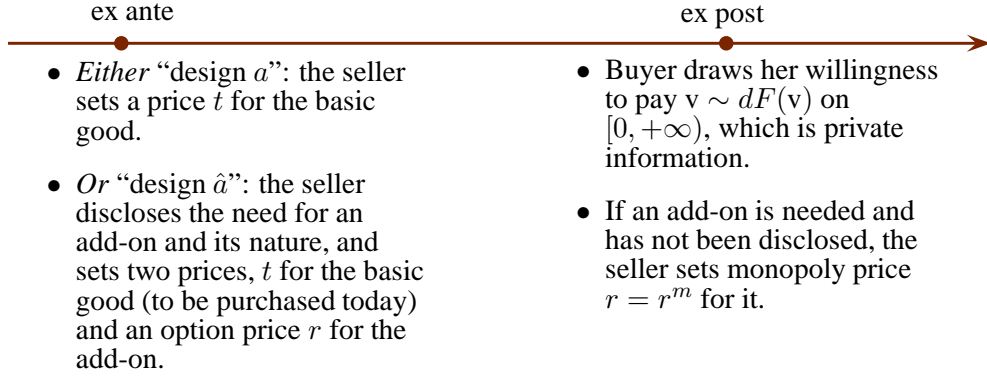 ex ante
ex post
• Either “design a”: the seller
sets a price t for the basic
good.
• Or “design â”: the seller
discloses the need for an
add-on and its nature, and
sets two prices, t for the basic
good (to be purchased today)
and an option price r for the
add-on.
• Buyer draws her willingness
to pay v ∼ dF(v) on
[0, +∞), which is private
information.
• If an add-on is needed and
has not been disclosed, the
seller sets monopoly price
r = rᵐ for it.